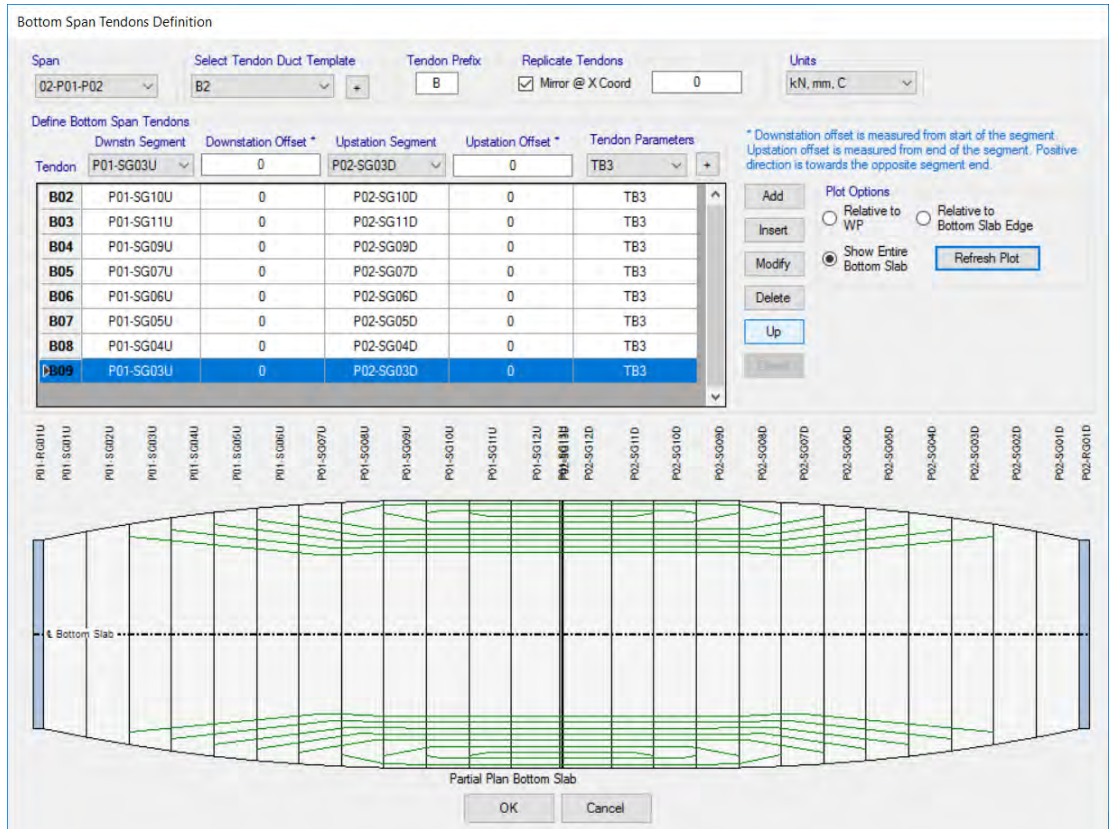 Bottom Span Tendons Definition
Span Select Tendon Duct Template Tendon Prefix Replicate Tendons Units
02-P01-P02 B2 + B Mirror @ X Coord 0 kN, mm, C
Define Bottom Span Tendons
Dwnstn Segment Downstation Offset * Upstation Segment Upstation Offset * Tendon Parameters
Tendon P01-SG03U 0 P02-SG03D 0 TB3 +
* Downstation offset is measured from start of the segment.
Upstation offset is measured from end of the segment. Positive
direction is towards the opposite segment end.
B02 P01-SG10U 0 P02-SG10D 0 TB3
B03 P01-SG11U 0 P02-SG11D 0 TB3
B04 P01-SG09U 0 P02-SG09D 0 TB3
B05 P01-SG07U 0 P02-SG07D 0 TB3
B06 P01-SG06U 0 P02-SG06D 0 TB3
B07 P01-SG05U 0 P02-SG05D 0 TB3
B08 P01-SG04U 0 P02-SG04D 0 TB3
B09 P01-SG03U 0 P02-SG03D 0 TB3
Add
Insert
Modify
Delete
Up
Plot Options
Relative to WP
Relative to Bottom Slab Edge
Show Entire Bottom Slab
Refresh Plot
P01-RG01U
P01-SG01U
P01-SG02U
P01-SG03U
P01-SG04U
P01-SG05U
P01-SG06U
P01-SG07U
P01-SG08U
P01-SG09U
P01-SG10U
P01-SG11U
P01-SG12U
P02-SG12D
P02-SG11D
P02-SG10D
P02-SG09D
P02-SG08D
P02-SG07D
P02-SG06D
P02-SG05D
P02-SG04D
P02-SG03D
P02-SG02D
P02-SG01D
P02-RG01D
℄ Bottom Slab
Partial Plan Bottom Slab
OK Cancel